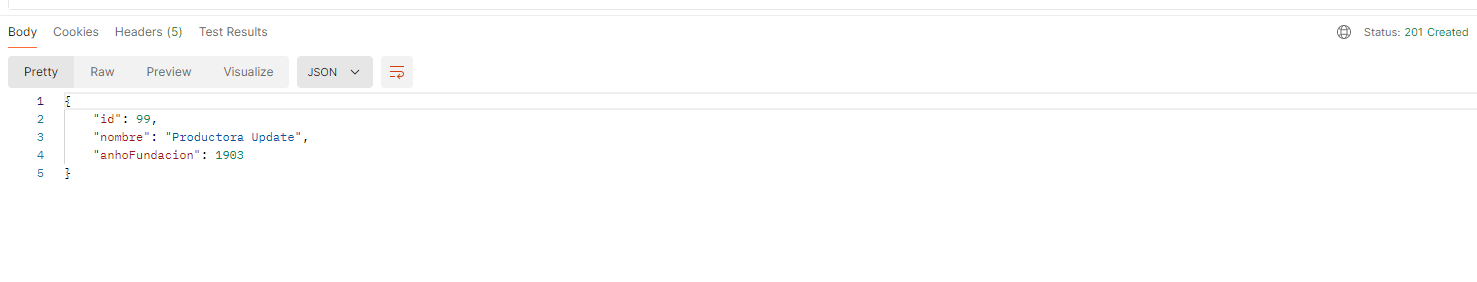 Body Cookies Headers (5) Test Results Status: 201 Created
Pretty Raw Preview Visualize JSON
1 {
2 "id": 99,
3 "nombre": "Productora Update",
4 "anhoFundacion": 1903
5 }